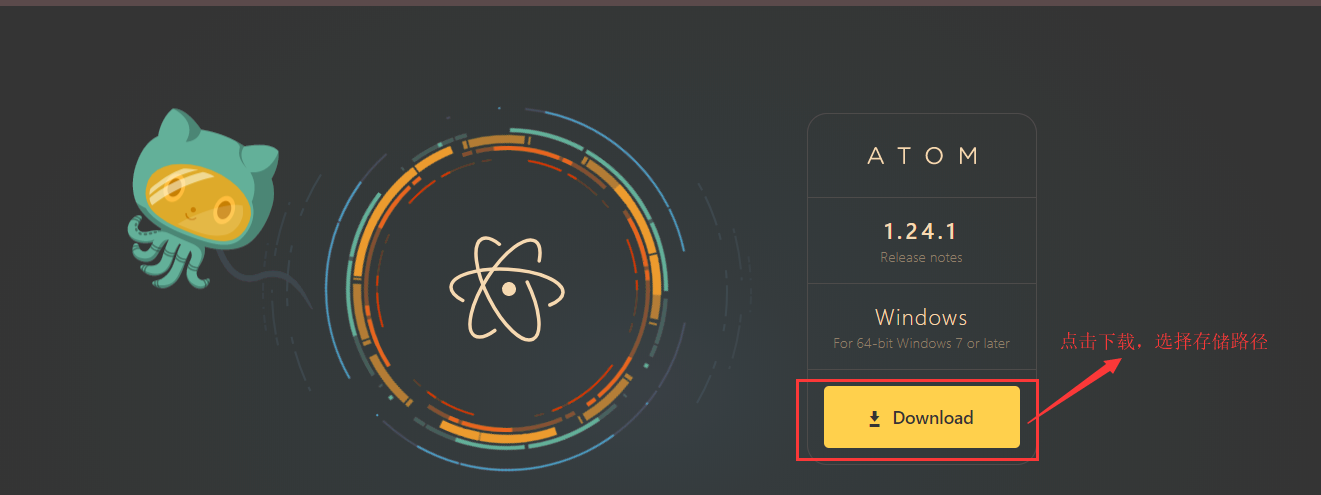 ATOM
1.24.1
Release notes
Windows
For 64-bit Windows 7 or later
点击下载，选择存储路径
Download